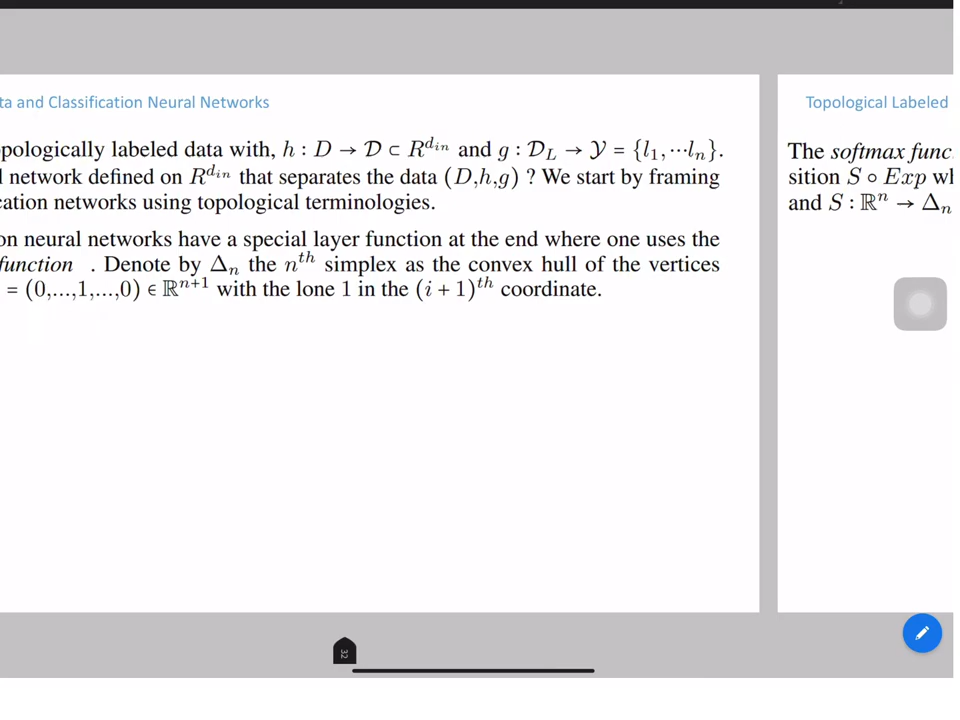 ta and Classification Neural Networks
pologically labeled data with, h : D → 𝒟 ⊂ R^{d_{in}} and g : 𝒟_L → 𝒴 = {l_1, ⋯l_n}.
l network defined on R^{d_{in}} that separates the data (D,h,g) ? We start by framing
cation networks using topological terminologies.
on neural networks have a special layer function at the end where one uses the
function . Denote by Δ_n the n^{th} simplex as the convex hull of the vertices
= (0,...,1,...,0) ∈ ℝ^{n+1} with the lone 1 in the (i + 1)^{th} coordinate.
Topological Labeled
The softmax func
sition S ∘ Exp wh
and S : ℝ^n → Δ_n
32